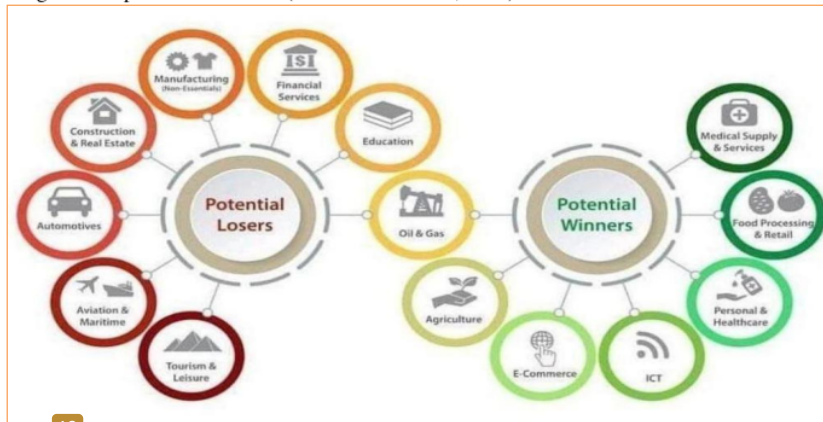 Manufacturing
(Non-Essentials)
Financial
Services
Construction
& Real Estate
Education
Medical Supply
& Services
Automotives
Potential
Losers
Oil & Gas
Potential
Winners
Food Processing
& Retail
Aviation &
Maritime
Agriculture
Personal &
Healthcare
Tourism &
Leisure
E-Commerce
ICT